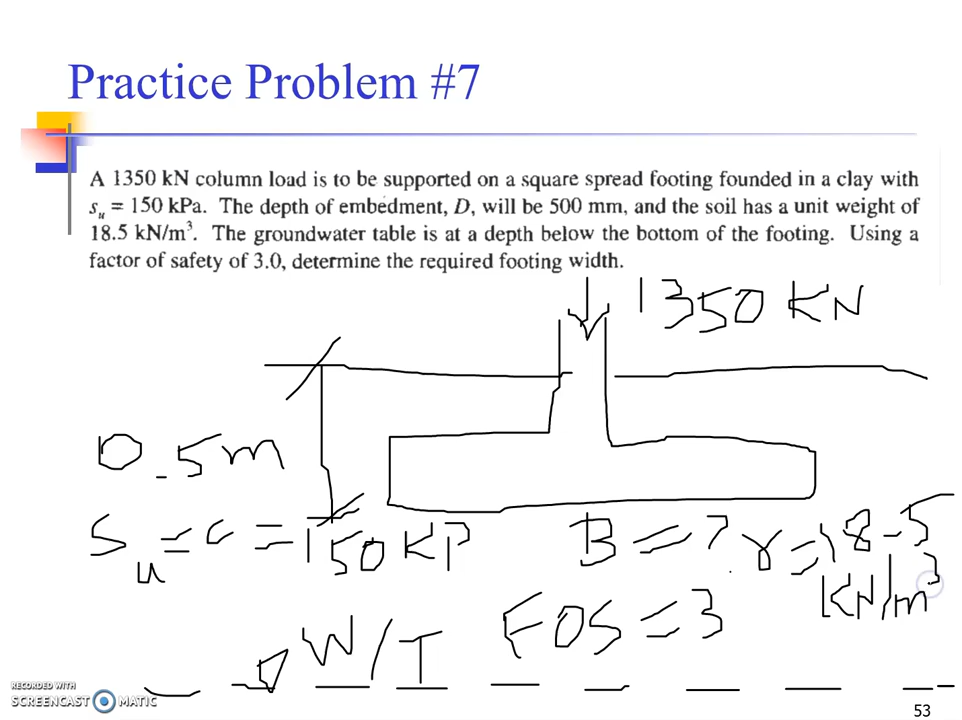 Practice Problem #7
A 1350 kN column load is to be supported on a square spread footing founded in a clay with
su = 150 kPa. The depth of embedment, D, will be 500 mm, and the soil has a unit weight of
18.5 kN/m³. The groundwater table is at a depth below the bottom of the footing. Using a
factor of safety of 3.0, determine the required footing width.
1350 KN
0.5m
Su = c = 150 KP
B = ?
γ = 18.5
KN/m³
FOS = 3
W/T
RECORDED WITH
SCREENCAST MATIC
53